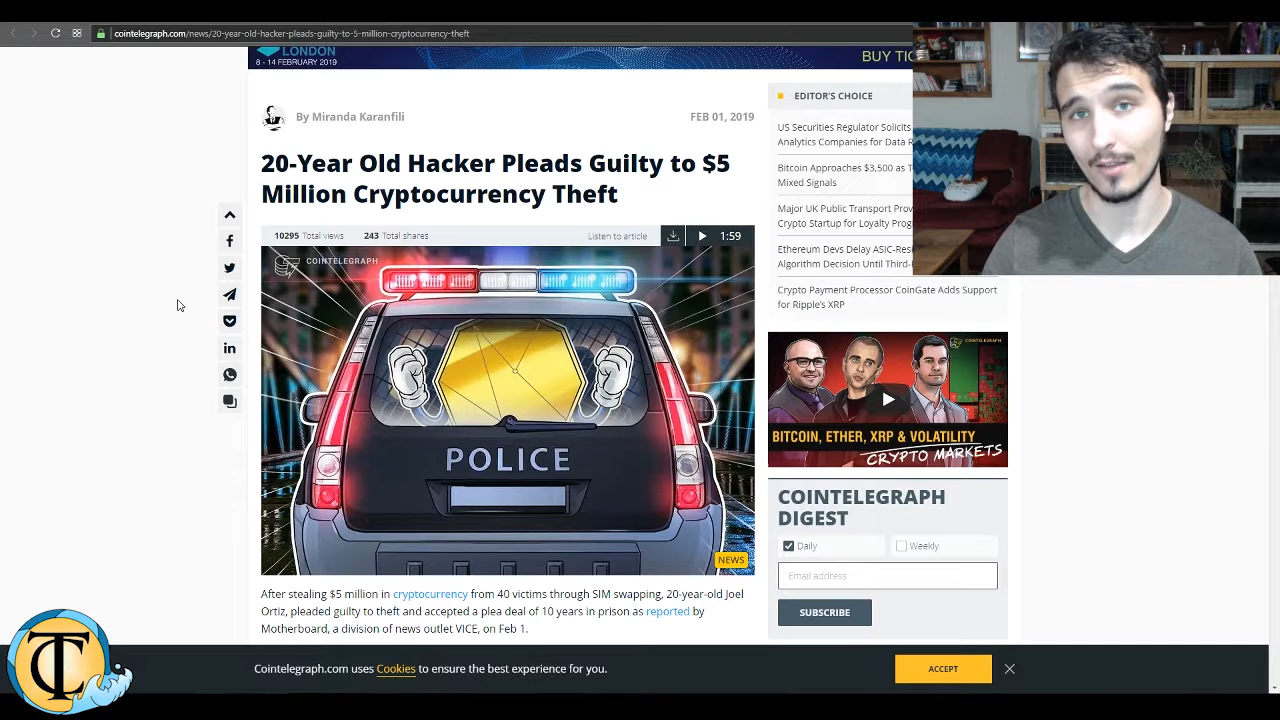 cointelegraph.com/news/20-year-old-hacker-pleads-guilty-to-5-million-cryptocurrency-theft
LONDON
8 - 14 FEBRUARY 2019
BUY
By Miranda Karanfili
FEB 01, 2019
20-Year Old Hacker Pleads Guilty to $5
Million Cryptocurrency Theft
10295 Total views
243 Total shares
Listen to article
1:59
COINTELEGRAPH
POLICE
NEWS
After stealing $5 million in cryptocurrency from 40 victims through SIM swapping, 20-year-old Joel
Ortiz, pleaded guilty to theft and accepted a plea deal of 10 years in prison as reported by
Motherboard, a division of news outlet VICE, on Feb 1.
EDITOR'S CHOICE
US Securities Regulator Solicits
Analytics Companies for Data
Bitcoin Approaches $3,500 as
Mixed Signals
Major UK Public Transport
Crypto Startup for Loyalty
Ethereum Devs Delay
Algorithm Decision Until
Crypto Payment Processor CoinGate Adds Support
for Ripple's XRP
COINTELEGRAPH
BITCOIN, ETHER, XRP & VOLATILITY
CRYPTO MARKETS
COINTELEGRAPH
DIGEST
Daily
Weekly
Email address
SUBSCRIBE
Cointelegraph.com uses Cookies to ensure the best experience for you.
ACCEPT
TC